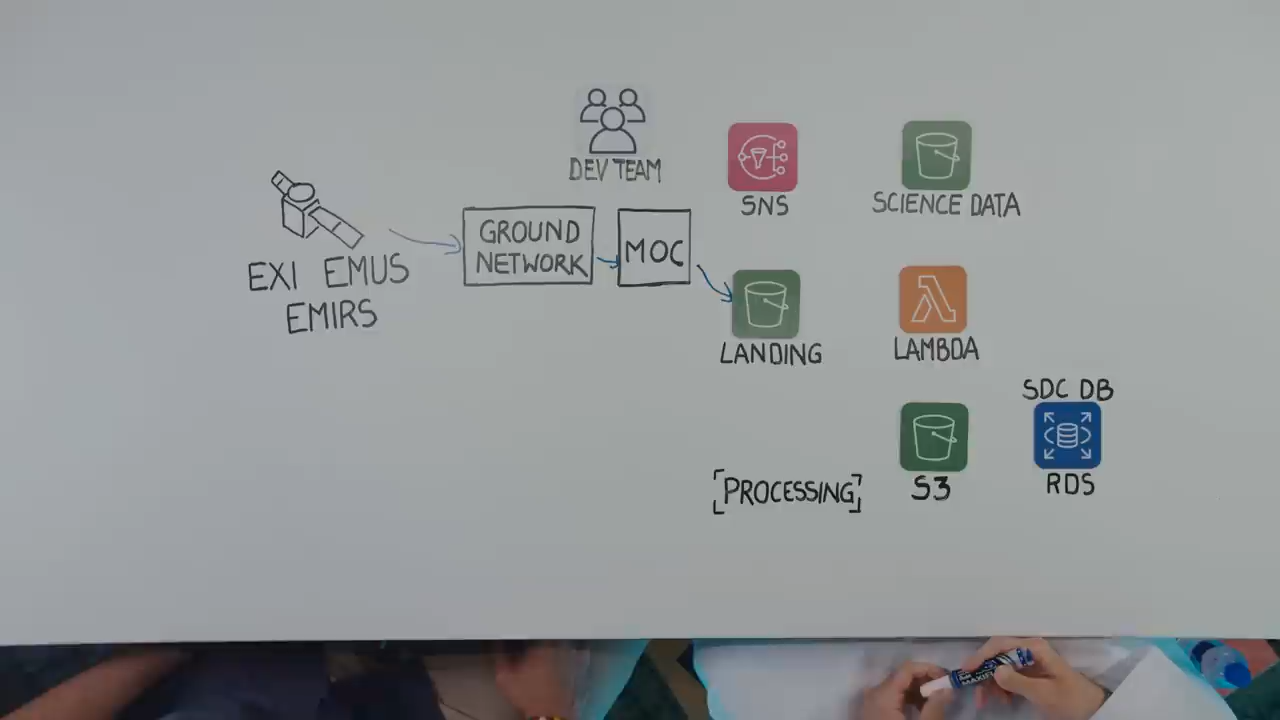 DEV TEAM
SNS
SCIENCE DATA
GROUND
NETWORK
MOC
EXI EMUS
EMIRS
LANDING
LAMBDA
SDC DB
[PROCESSING]
S3
RDS